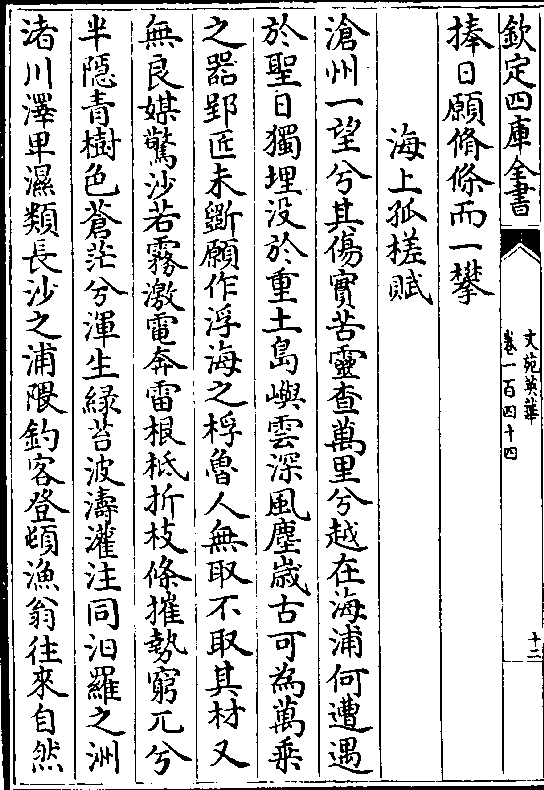 欽定四庫全書
文苑英華
卷一百四十四
十二
捧日願脩條而一攀
海上孤槎賦
滄州一望兮其傷實苦靈查萬里兮越在海浦何遭遇
於聖日獨埋没於重土島嶼雲深風塵嵗古可為萬乘
之器郢匠未斵願作浮海之桴魯人無取不取其材又
無良媒驚沙若霧激電奔雷根柢折枝條摧勢窮兀兮
半隱青樹色蒼茫兮渾生緑苔波濤灌注同汨羅之洲
渚川澤卑濕類長沙之浦隈釣客登頓漁翁往來自然